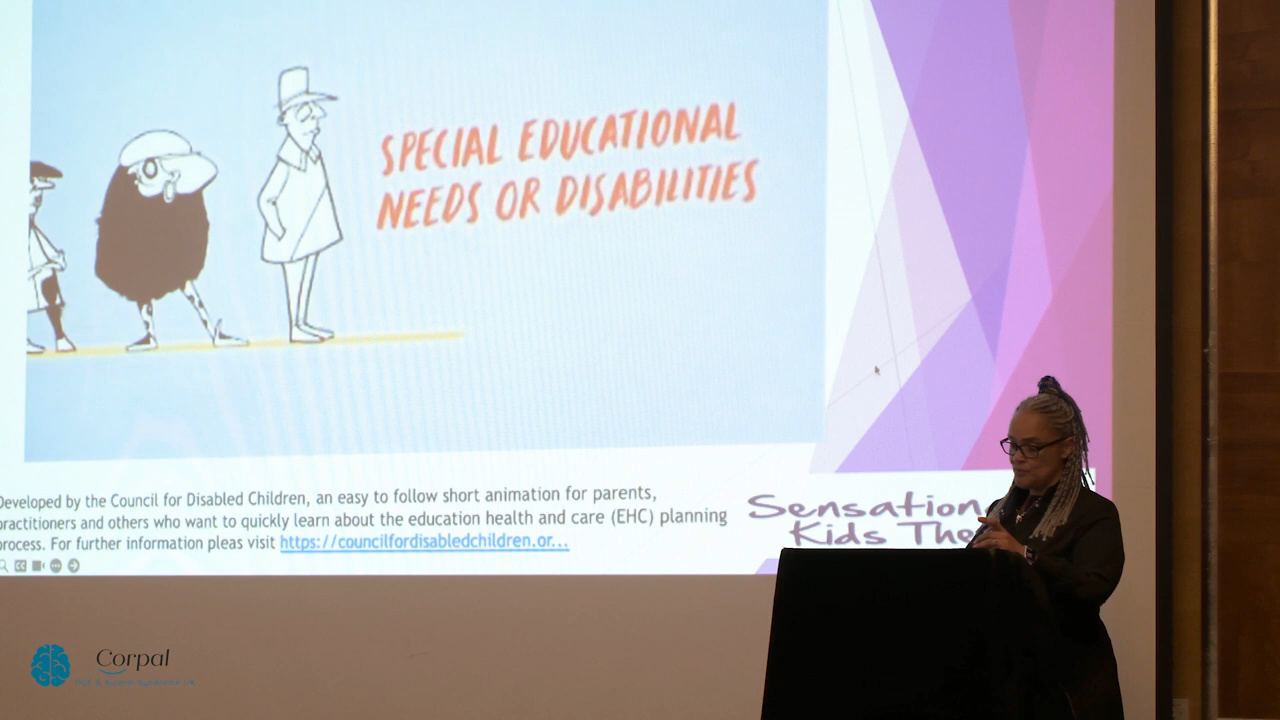 SPECIAL EDUCATIONAL
NEEDS OR DISABILITIES
Developed by the Council for Disabled Children, an easy to follow short animation for parents,
practitioners and others who want to quickly learn about the education health and care (EHC) planning
process. For further information pleas visit https://councilfordisabledchildren.or...
Sensation
Kids The
Corpal